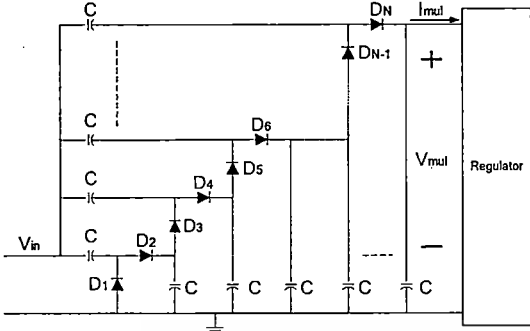 C
DN
Imul
DN-1
+
C
D6
Vmul
Regulator
D5
C
D4
D3
Vin
C
D2
−
D1
C
C
C
C
C